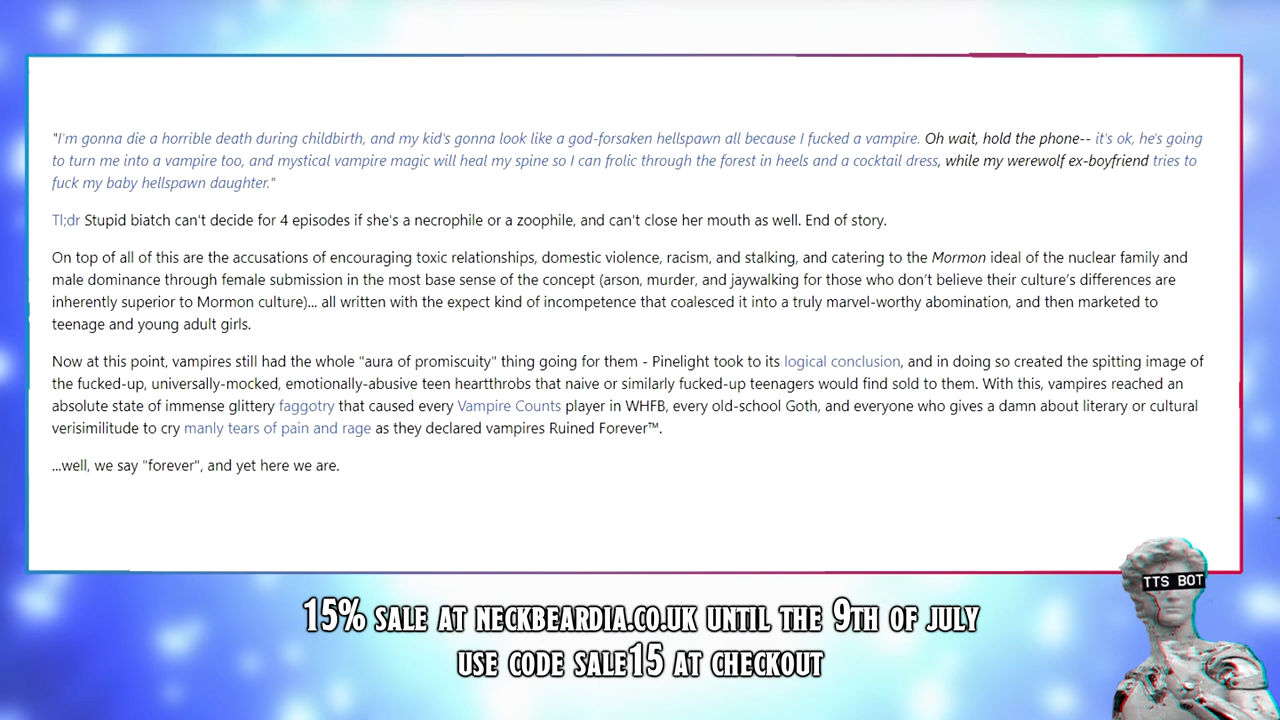 "I'm gonna die a horrible death during childbirth, and my kid's gonna look like a god-forsaken hellspawn all because I fucked a vampire. Oh wait, hold the phone-- it's ok, he's going
to turn me into a vampire too, and mystical vampire magic will heal my spine so I can frolic through the forest in heels and a cocktail dress, while my werewolf ex-boyfriend tries to
fuck my baby hellspawn daughter."
Tl;dr Stupid biatch can't decide for 4 episodes if she's a necrophile or a zoophile, and can't close her mouth as well. End of story.
On top of all of this are the accusations of encouraging toxic relationships, domestic violence, racism, and stalking, and catering to the Mormon ideal of the nuclear family and
male dominance through female submission in the most base sense of the concept (arson, murder, and jaywalking for those who don’t believe their culture’s differences are
inherently superior to Mormon culture)... all written with the expect kind of incompetence that coalesced it into a truly marvel-worthy abomination, and then marketed to
teenage and young adult girls.
Now at this point, vampires still had the whole "aura of promiscuity" thing going for them - Pinelight took to its logical conclusion, and in doing so created the spitting image of
the fucked-up, universally-mocked, emotionally-abusive teen heartthrobs that naive or similarly fucked-up teenagers would find sold to them. With this, vampires reached an
absolute state of immense glittery faggotry that caused every Vampire Counts player in WHFB, every old-school Goth, and everyone who gives a damn about literary or cultural
verisimilitude to cry manly tears of pain and rage as they declared vampires Ruined Forever™.
...well, we say "forever", and yet here we are.
TTS BOT
15% SALE AT NECKBEARDIA.CO.UK UNTIL THE 9TH OF JULY
USE CODE SALE15 AT CHECKOUT